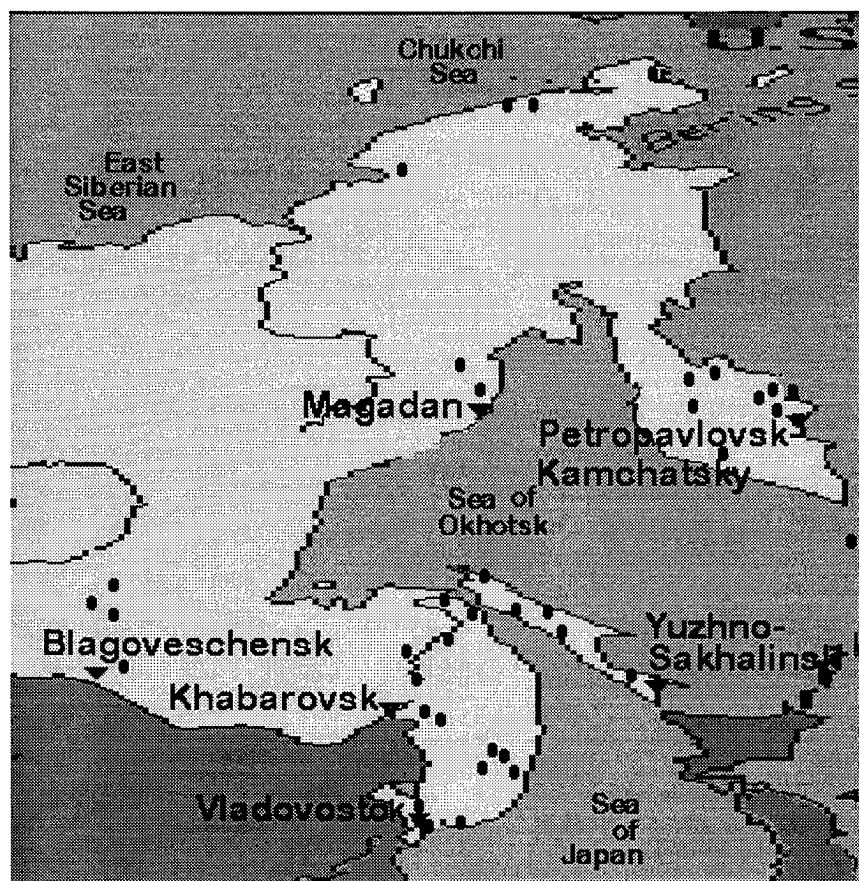 U. S.
Chukchi
Sea
East
Siberian
Sea
Magadan
Petropavlovsk-
Kamchatsky
Sea of
Okhotsk
Yuzhno-
Sakhalinsk
Blagoveschensk
Khabarovsk
Vladovostok
Sea
of
Japan